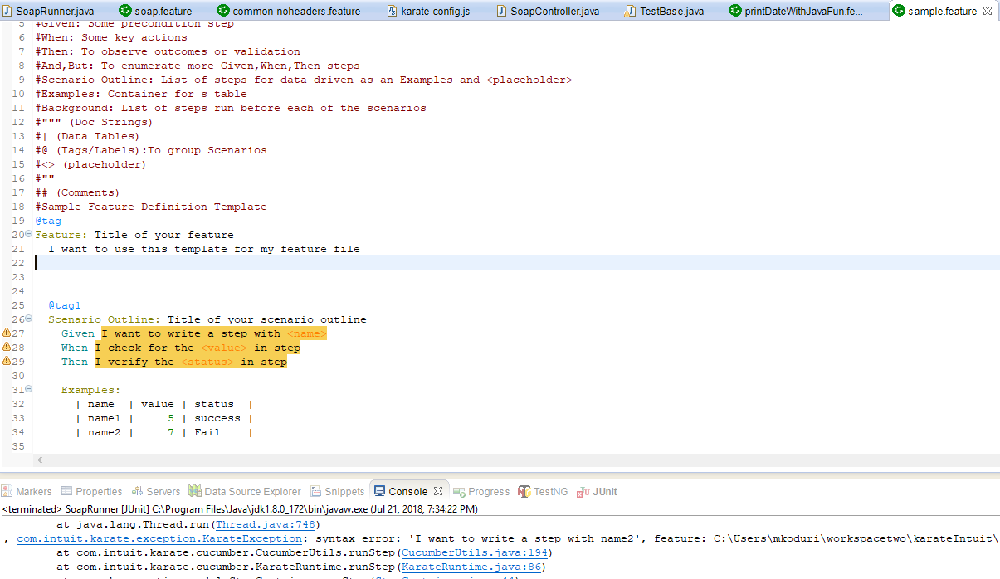 SoapRunner.java soap.feature common-noheaders.feature karate-config.js SoapController.java TestBase.java printDateWithJavaFun.fe... sample.feature
5 #Given: Some precondition step
6 #When: Some key actions
7 #Then: To observe outcomes or validation
8 #And,But: To enumerate more Given,When,Then steps
9 #Scenario Outline: List of steps for data-driven as an Examples and <placeholder>
10 #Examples: Container for s table
11 #Background: List of steps run before each of the scenarios
12 #""" (Doc Strings)
13 #| (Data Tables)
14 #@ (Tags/Labels):To group Scenarios
15 #<> (placeholder)
16 #""
17 ## (Comments)
18 #Sample Feature Definition Template
19 @tag
20 Feature: Title of your feature
21 I want to use this template for my feature file
22
23
24
25 @tag1
26 Scenario Outline: Title of your scenario outline
27 Given I want to write a step with <name>
28 When I check for the <value> in step
29 Then I verify the <status> in step
30
31 Examples:
32 | name | value | status |
33 | name1 | 5 | success |
34 | name2 | 7 | Fail |
35
Markers Properties Servers Data Source Explorer Snippets Console Progress TestNG JUnit
<terminated> SoapRunner [JUnit] C:\Program Files\Java\jdk1.8.0_172\bin\javaw.exe (Jul 21, 2018, 7:34:22 PM)
at java.lang.Thread.run(Thread.java:748)
, com.intuit.karate.exception.KarateException: syntax error: 'I want to write a step with name2', feature: C:\Users\mkoduri\workspacetwo\karateIntuit\
at com.intuit.karate.cucumber.CucumberUtils.runStep(CucumberUtils.java:194)
at com.intuit.karate.cucumber.KarateRuntime.runStep(KarateRuntime.java:86)